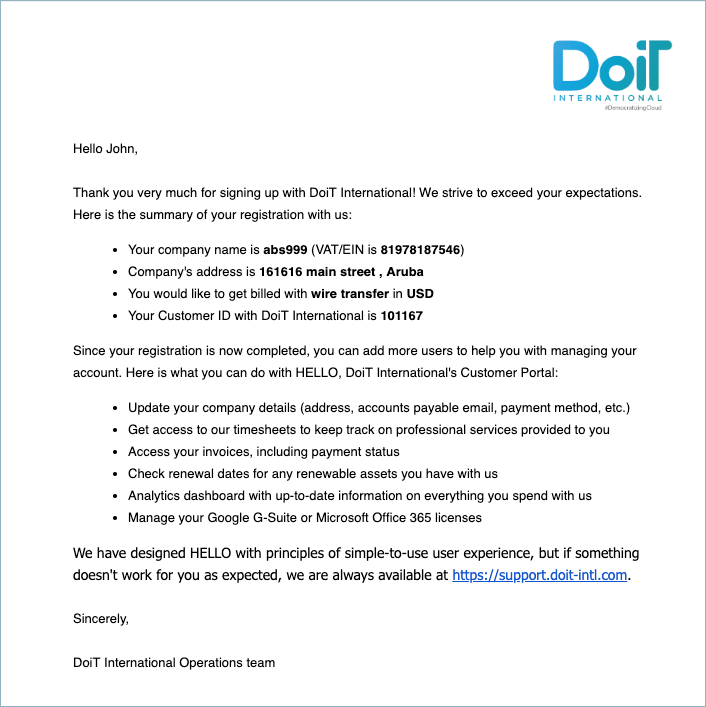 DoiT
INTERNATIONAL
#DemocratizingCloud
Hello John,
Thank you very much for signing up with DoiT International! We strive to exceed your expectations.
Here is the summary of your registration with us:
• Your company name is abs999 (VAT/EIN is 81978187546)
• Company's address is 161616 main street , Aruba
• You would like to get billed with wire transfer in USD
• Your Customer ID with DoiT International is 101167
Since your registration is now completed, you can add more users to help you with managing your
account. Here is what you can do with HELLO, DoiT International's Customer Portal:
• Update your company details (address, accounts payable email, payment method, etc.)
• Get access to our timesheets to keep track on professional services provided to you
• Access your invoices, including payment status
• Check renewal dates for any renewable assets you have with us
• Analytics dashboard with up-to-date information on everything you spend with us
• Manage your Google G-Suite or Microsoft Office 365 licenses
We have designed HELLO with principles of simple-to-use user experience, but if something
doesn't work for you as expected, we are always available at https://support.doit-intl.com.
Sincerely,
DoiT International Operations team